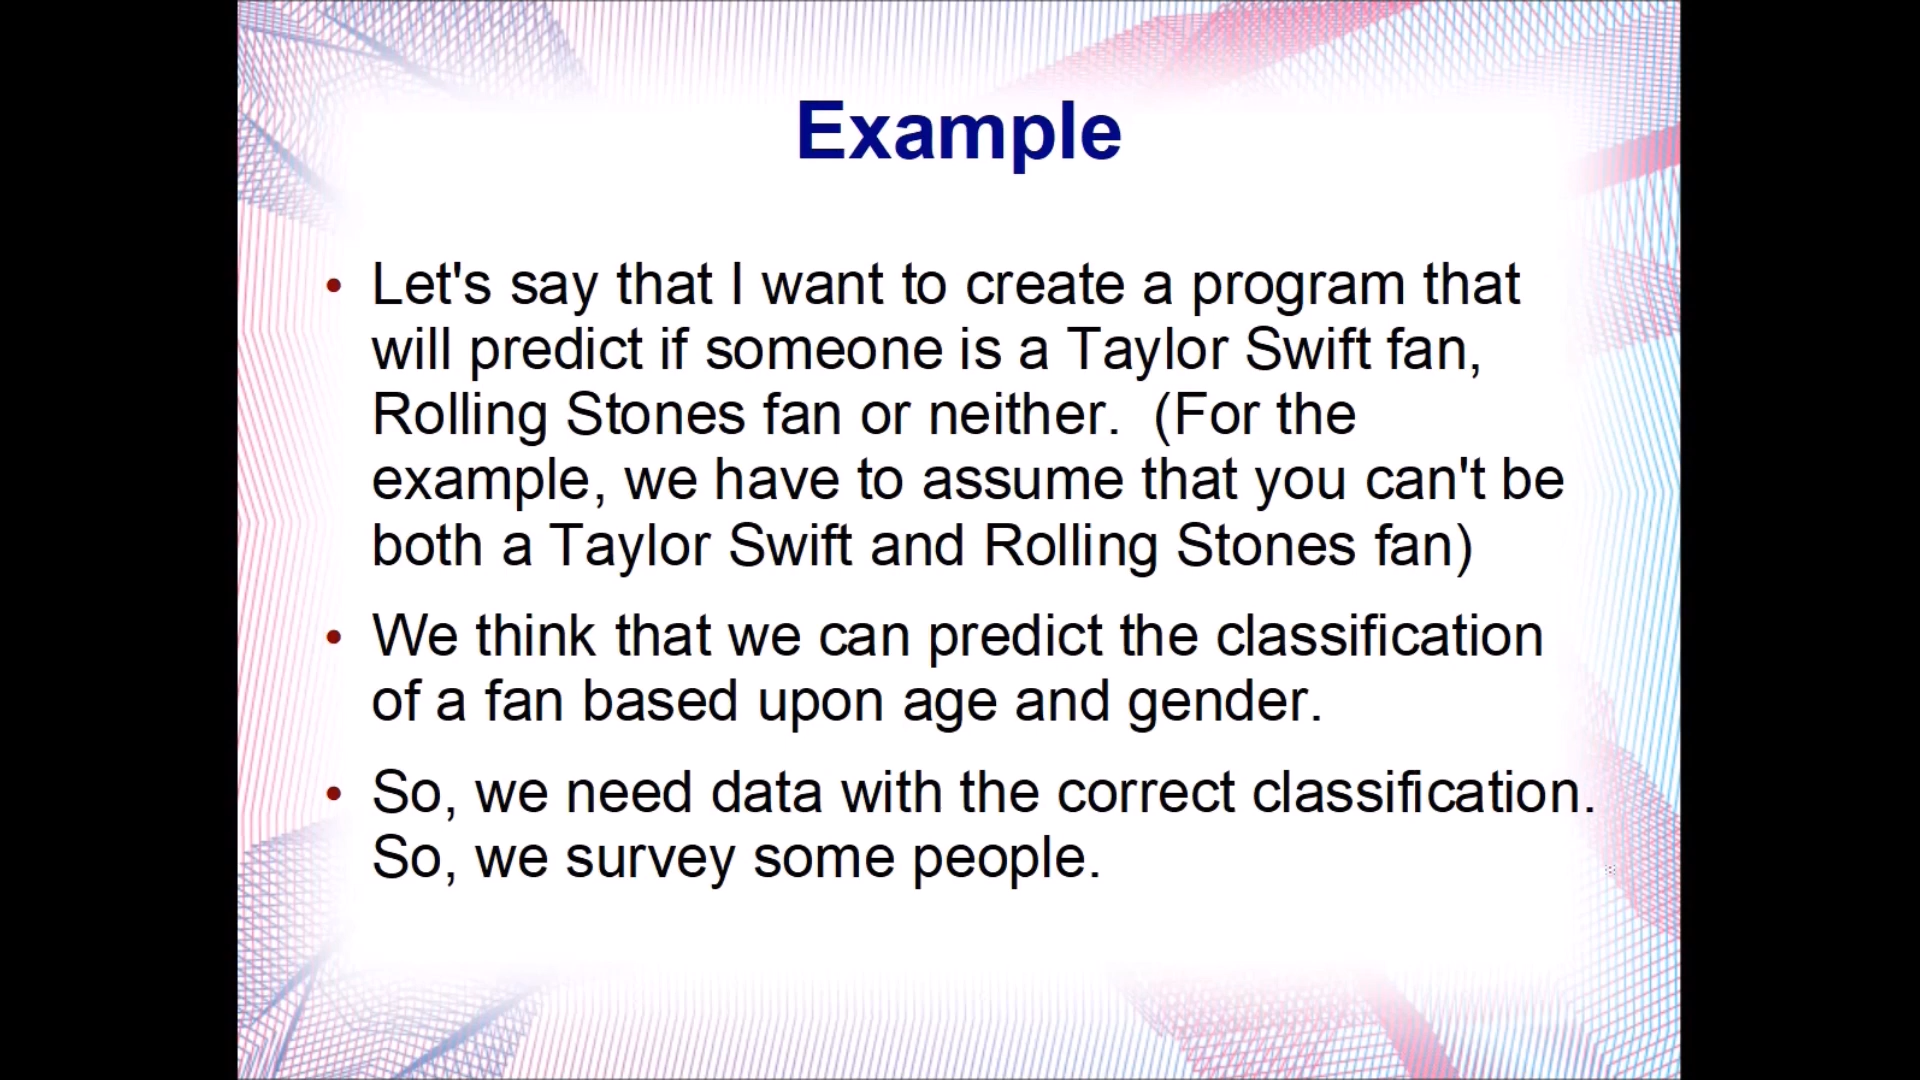 Example
• Let's say that I want to create a program that
will predict if someone is a Taylor Swift fan,
Rolling Stones fan or neither.  (For the
example, we have to assume that you can't be
both a Taylor Swift and Rolling Stones fan)
• We think that we can predict the classification
of a fan based upon age and gender.
• So, we need data with the correct classification.
So, we survey some people.